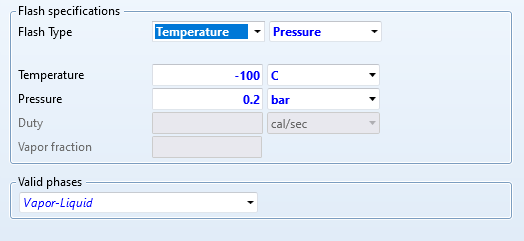 Flash specifications
Flash Type Temperature Pressure
Temperature -100 C
Pressure 0.2 bar
Duty cal/sec
Vapor fraction
Valid phases
Vapor-Liquid